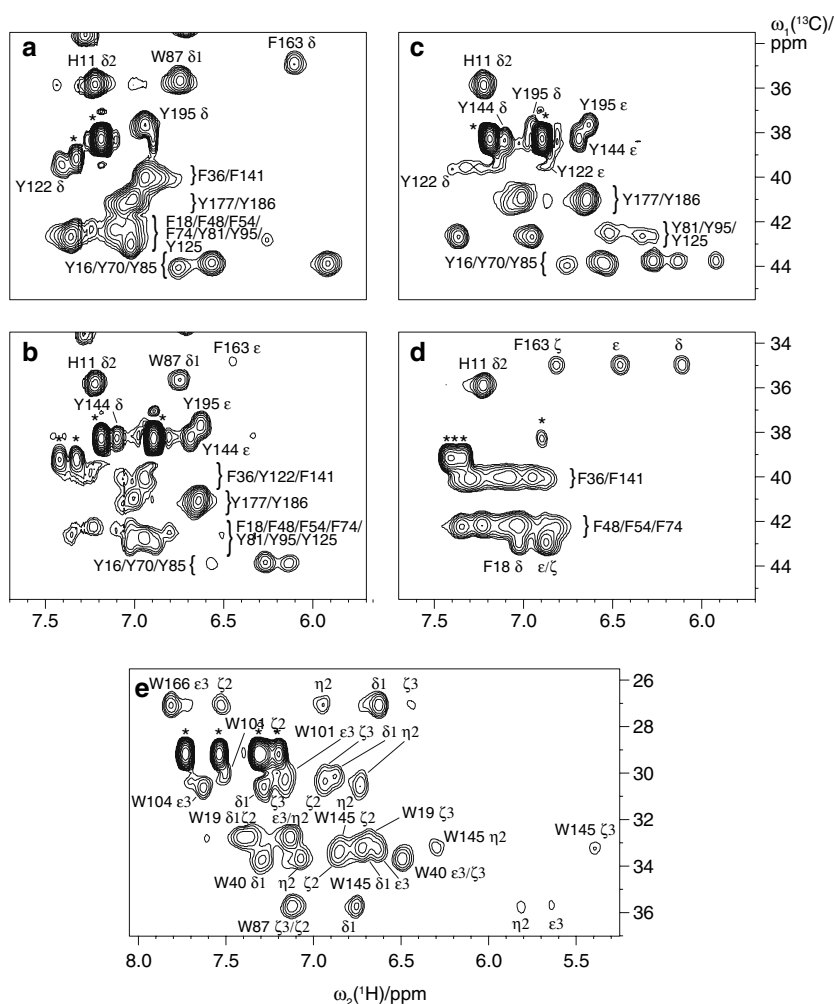 ω1(13C)/
ppm
a
H11 δ2
W87 δ1
F163 δ
*
Y195 δ
*
Y122 δ
}F36/F141
}Y177/Y186
}F18/F48/F54/
F74/Y81/Y95/
Y125
Y16/Y70/Y85{
c
H11 δ2
Y144 δ
Y195 δ
Y195 ε
*
*
Y144 ε
Y122 δ
Y122 ε
}Y177/Y186
}Y81/Y95/
Y125
Y16/Y70/Y85{
36
38
40
42
44
b
H11 δ2
W87 δ1
F163 ε
Y144 δ
Y195 ε
* * * *
Y144 ε
}F36/Y122/F141
}Y177/Y186
}F18/F48/F54/F74/
Y81/Y95/Y125
Y16/Y70/Y85{
7.5 7.0 6.5 6.0
d
F163 ζ ε δ
H11 δ2
***
*
}F36/F141
}F48/F54/F74
F18 δ ε/ζ
34
36
38
40
42
44
7.5 7.0 6.5 6.0
e
W166 ε3 ζ2 η2 δ1 ζ3
* * * *
W101 ζ2
W101 ε3 ζ3 δ1 η2
W104 ε3
δ1 ζ3 ζ2 η2
W19 δ1ζ2 ε3/η2 W145 ζ2
W19 ζ3
W145 η2
W145 ζ3
W40 δ1 η2 ζ2 W145 δ1 ε3 W40 ε3/ζ3
W87 ζ3/ζ2 δ1 η2 ε3
26
28
30
32
34
36
8.0 7.5 7.0 6.5 6.0 5.5
ω2(1H)/ppm